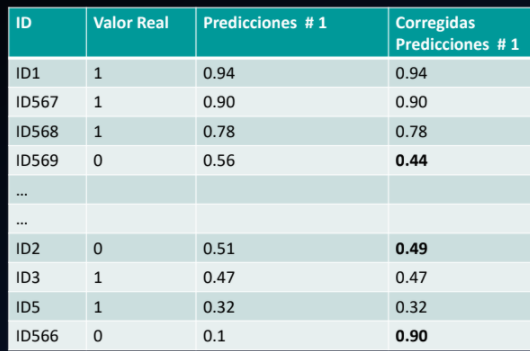 ID Valor Real Predicciones # 1 Corregidas
Predicciones # 1
ID1 1 0.94 0.94
ID567 1 0.90 0.90
ID568 1 0.78 0.78
ID569 0 0.56 0.44
...
...
ID2 0 0.51 0.49
ID3 1 0.47 0.47
ID5 1 0.32 0.32
ID566 0 0.1 0.90